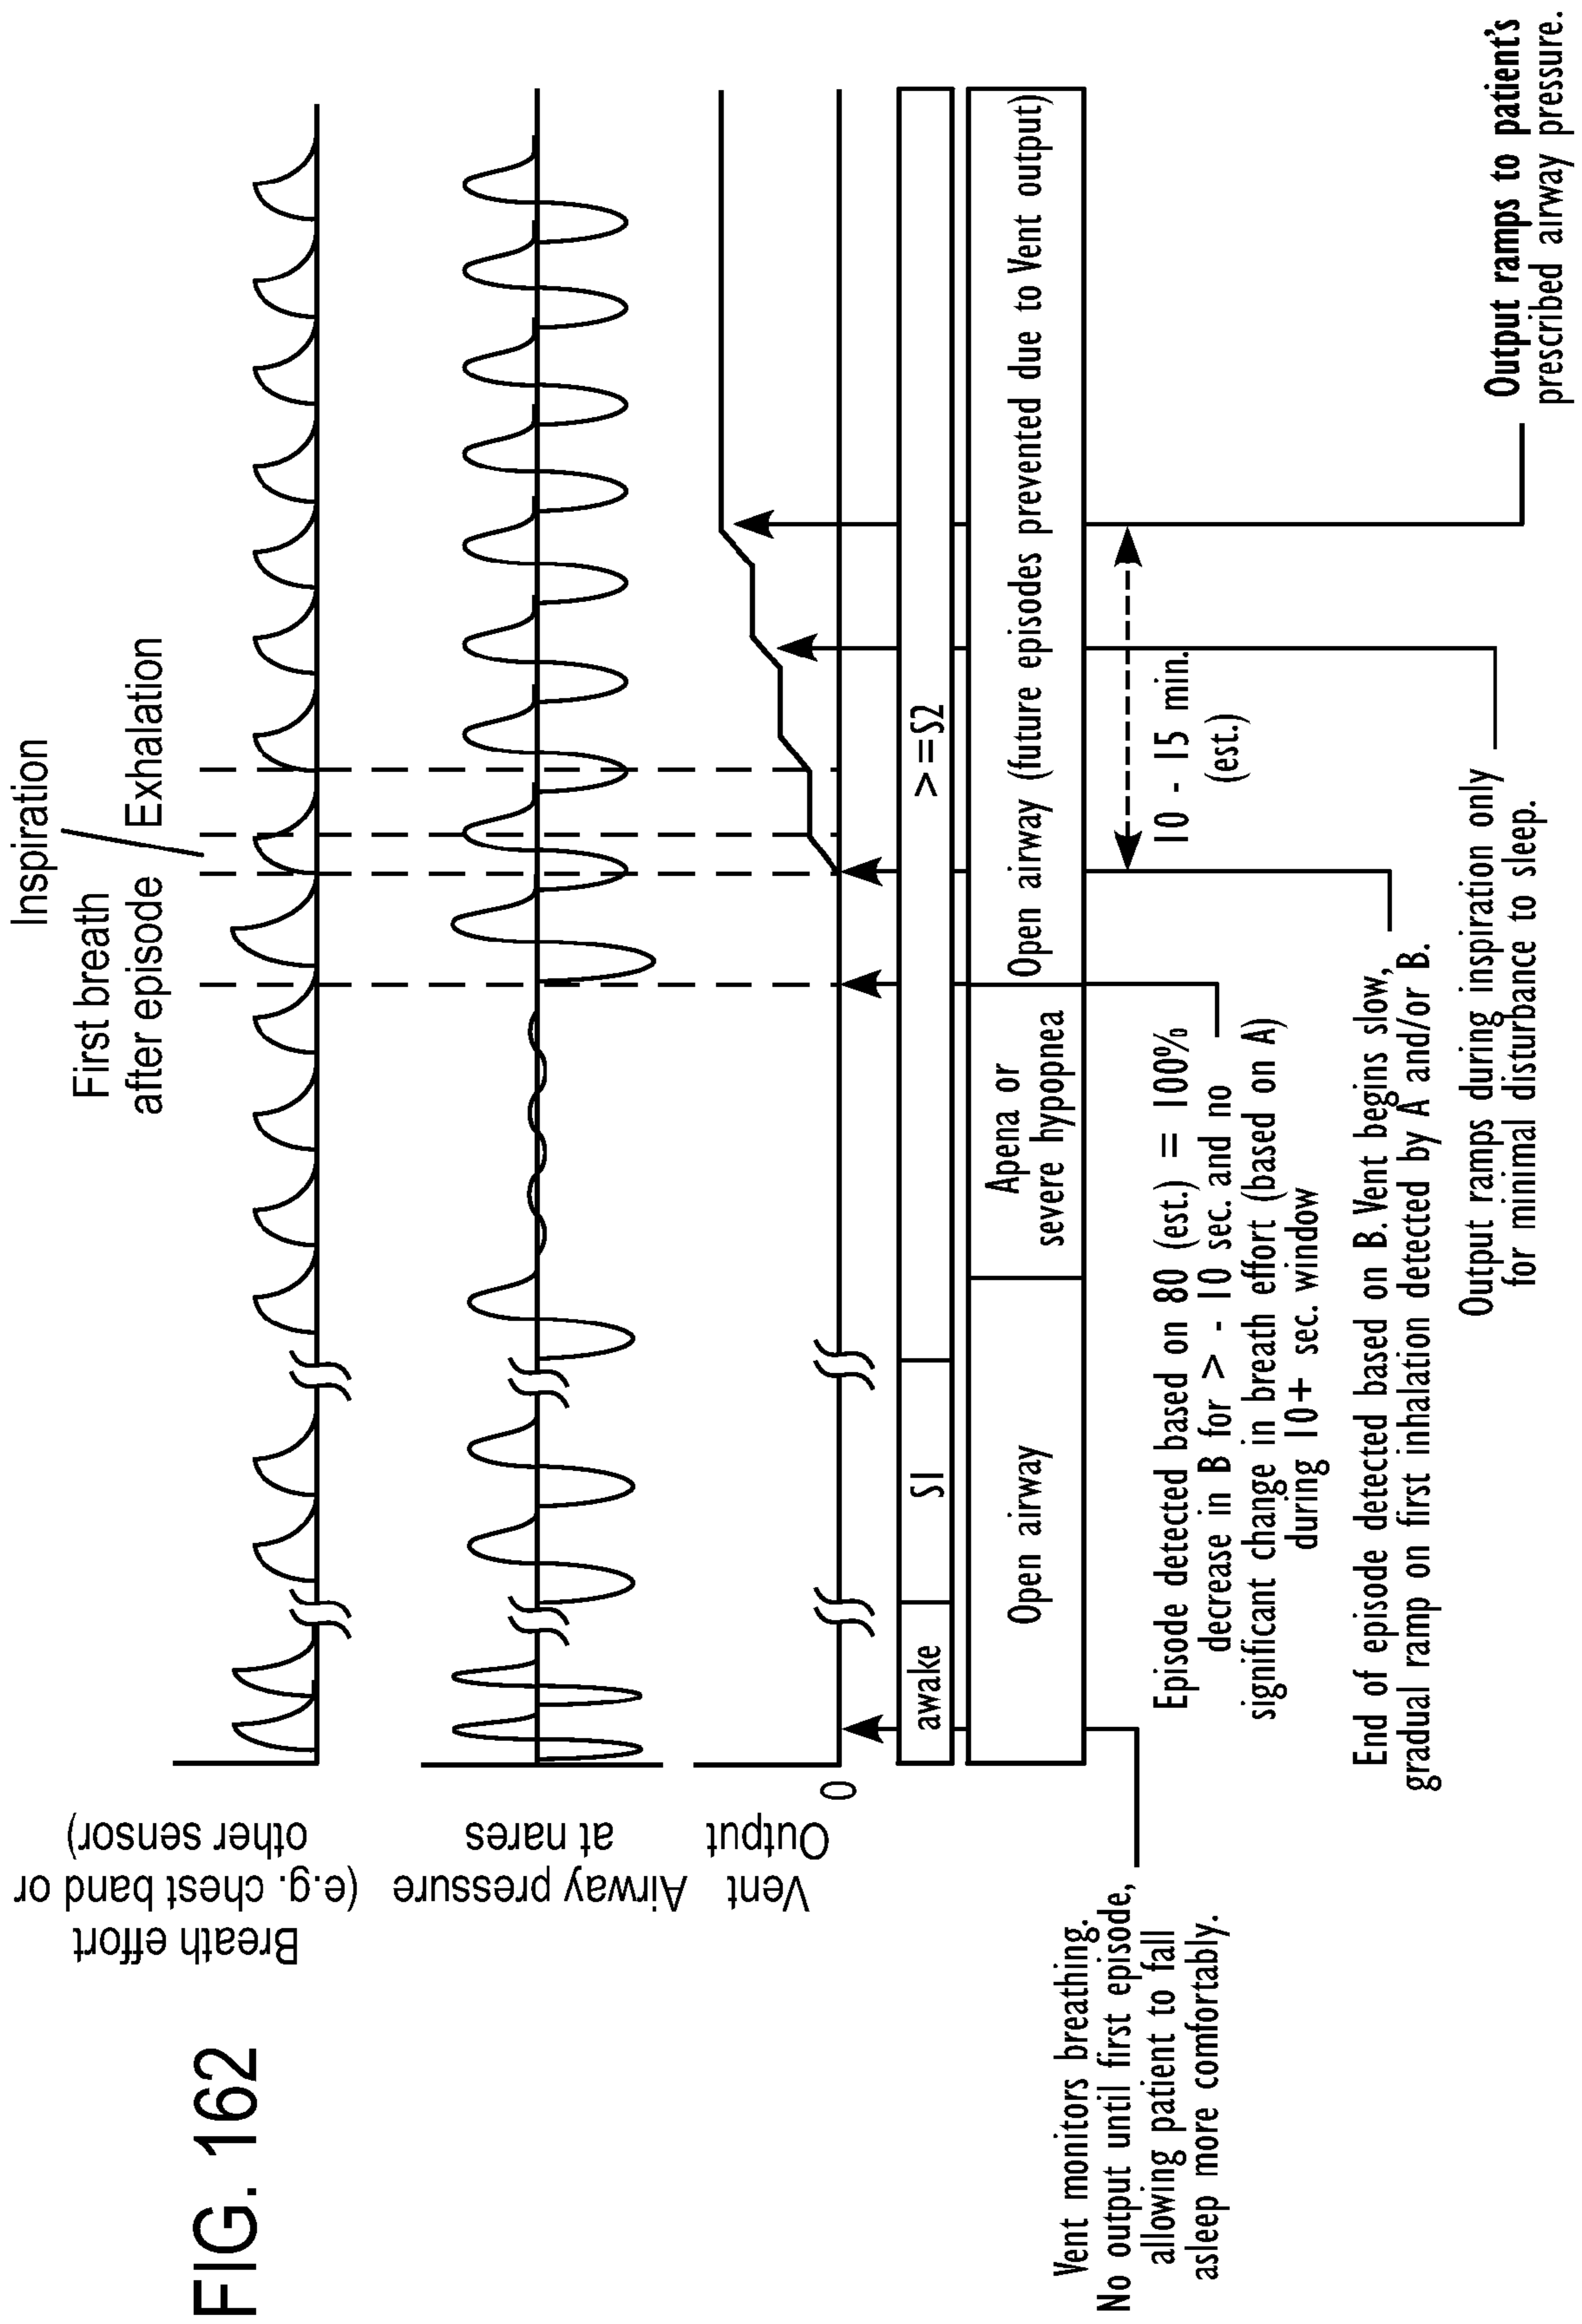 FIG. 162
Breath effort
(e.g. chest band or
other sensor)
Airway pressure
at nares
Vent
Output
0
Inspiration
First breath
after episode
Exhalation
awake
S1
>=S2
Open airway
Apena or
severe hypopnea
Open airway (future episodes prevented due to Vent output)
10 - 15 min.
(est.)
Vent monitors breathing.
No output until first episode,
allowing patient to fall
asleep more comfortably.
Episode detected based on 80 (est.) = 100%
decrease in B for > - 10 sec. and no
significant change in breath effort (based on A)
during 10+ sec. window
End of episode detected based on B. Vent begins slow,
gradual ramp on first inhalation detected by A and/or B.
Output ramps during inspiration only
for minimal disturbance to sleep.
Output ramps to patient's
prescribed airway pressure.